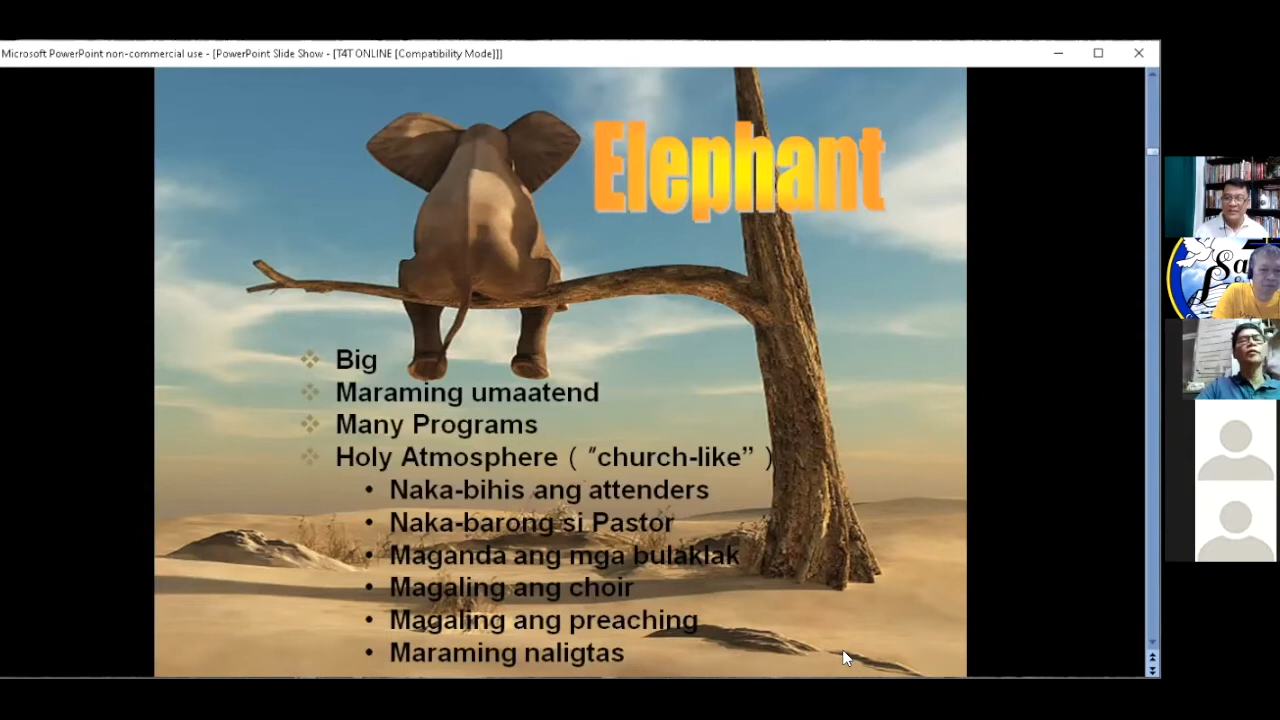 Microsoft PowerPoint non-commercial use - [PowerPoint Slide Show - [T4T ONLINE [Compatibility Mode]]]
Elephant
Big
Maraming umaatend
Many Programs
Holy Atmosphere ( “church-like” )
• Naka-bihis ang attenders
• Naka-barong si Pastor
• Maganda ang mga bulaklak
• Magaling ang choir
• Magaling ang preaching
• Maraming naligtas